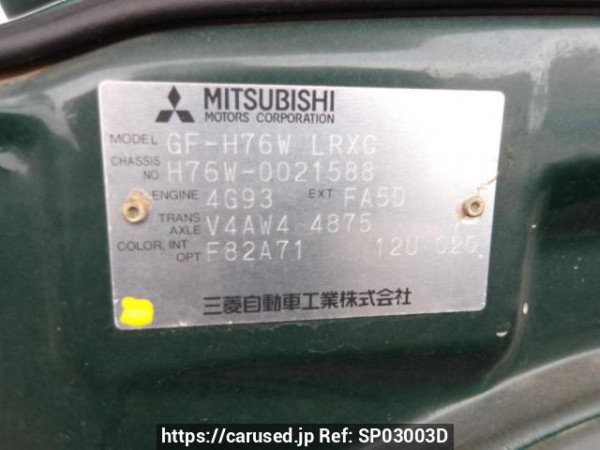 MITSUBISHI
MOTORS CORPORATION
MODEL GF-H76W LRXC
CHASSIS NO H76W-0021588
ENGINE 4G93 EXT FA5D
TRANS AXLE V4AW4 4875
COLOR, INT OPT F82A71 12U 020
三菱自動車工業株式会社
https://carused.jp Ref: SP03003D